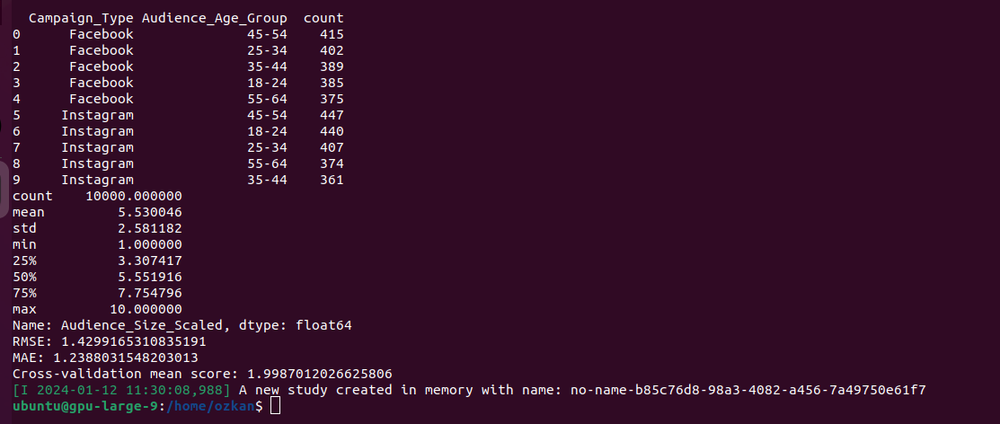 Campaign_Type Audience_Age_Group count
0 Facebook 45-54 415
1 Facebook 25-34 402
2 Facebook 35-44 389
3 Facebook 18-24 385
4 Facebook 55-64 375
5 Instagram 45-54 447
6 Instagram 18-24 440
7 Instagram 25-34 407
8 Instagram 55-64 374
9 Instagram 35-44 361
count 10000.000000
mean 5.530046
std 2.581182
min 1.000000
25% 3.307417
50% 5.551916
75% 7.754796
max 10.000000
Name: Audience_Size_Scaled, dtype: float64
RMSE: 1.4299165310835191
MAE: 1.2388031548203013
Cross-validation mean score: 1.9987012026625806
[I 2024-01-12 11:30:08,988] A new study created in memory with name: no-name-b85c76d8-98a3-4082-a456-7a49750e61f7
ubuntu@gpu-large-9:/home/ozkan$